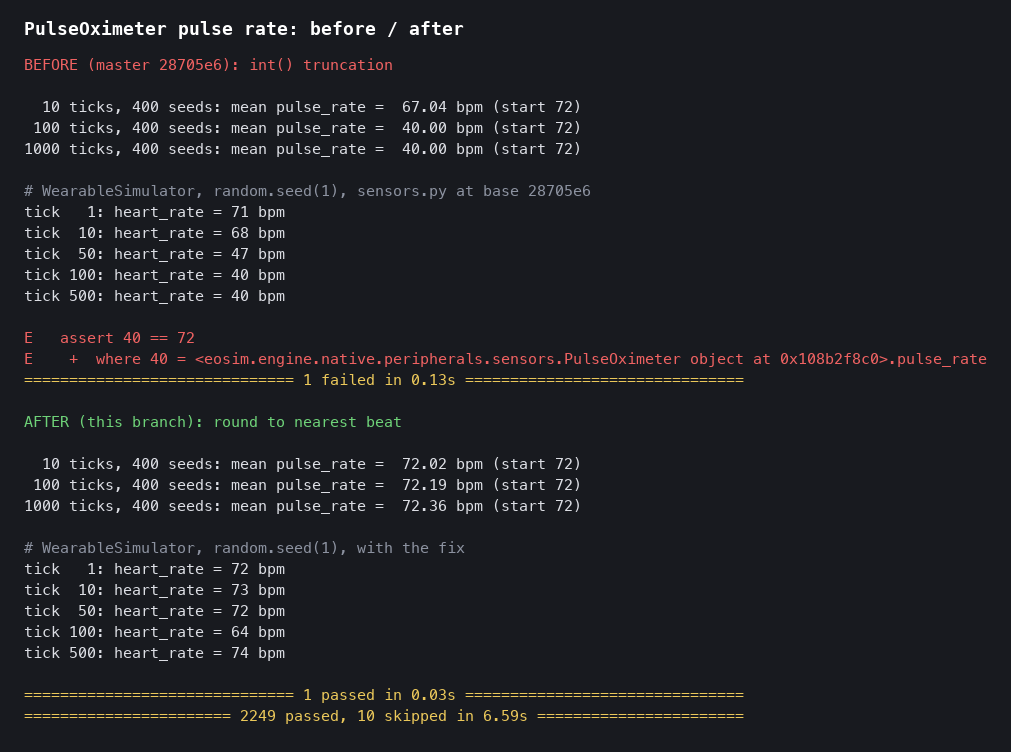 PulseOximeter pulse rate: before / after
BEFORE (master 28705e6): int() truncation
  10 ticks, 400 seeds: mean pulse_rate =  67.04 bpm (start 72)
 100 ticks, 400 seeds: mean pulse_rate =  40.00 bpm (start 72)
1000 ticks, 400 seeds: mean pulse_rate =  40.00 bpm (start 72)
# WearableSimulator, random.seed(1), sensors.py at base 28705e6
tick   1: heart_rate = 71 bpm
tick  10: heart_rate = 68 bpm
tick  50: heart_rate = 47 bpm
tick 100: heart_rate = 40 bpm
tick 500: heart_rate = 40 bpm
E   assert 40 == 72
E    +  where 40 = <eosim.engine.native.peripherals.sensors.PulseOximeter object at 0x108b2f8c0>.pulse_rate
============================== 1 failed in 0.13s ===============================
AFTER (this branch): round to nearest beat
  10 ticks, 400 seeds: mean pulse_rate =  72.02 bpm (start 72)
 100 ticks, 400 seeds: mean pulse_rate =  72.19 bpm (start 72)
1000 ticks, 400 seeds: mean pulse_rate =  72.36 bpm (start 72)
# WearableSimulator, random.seed(1), with the fix
tick   1: heart_rate = 72 bpm
tick  10: heart_rate = 73 bpm
tick  50: heart_rate = 72 bpm
tick 100: heart_rate = 64 bpm
tick 500: heart_rate = 74 bpm
============================== 1 passed in 0.03s ===============================
======================= 2249 passed, 10 skipped in 6.59s =======================